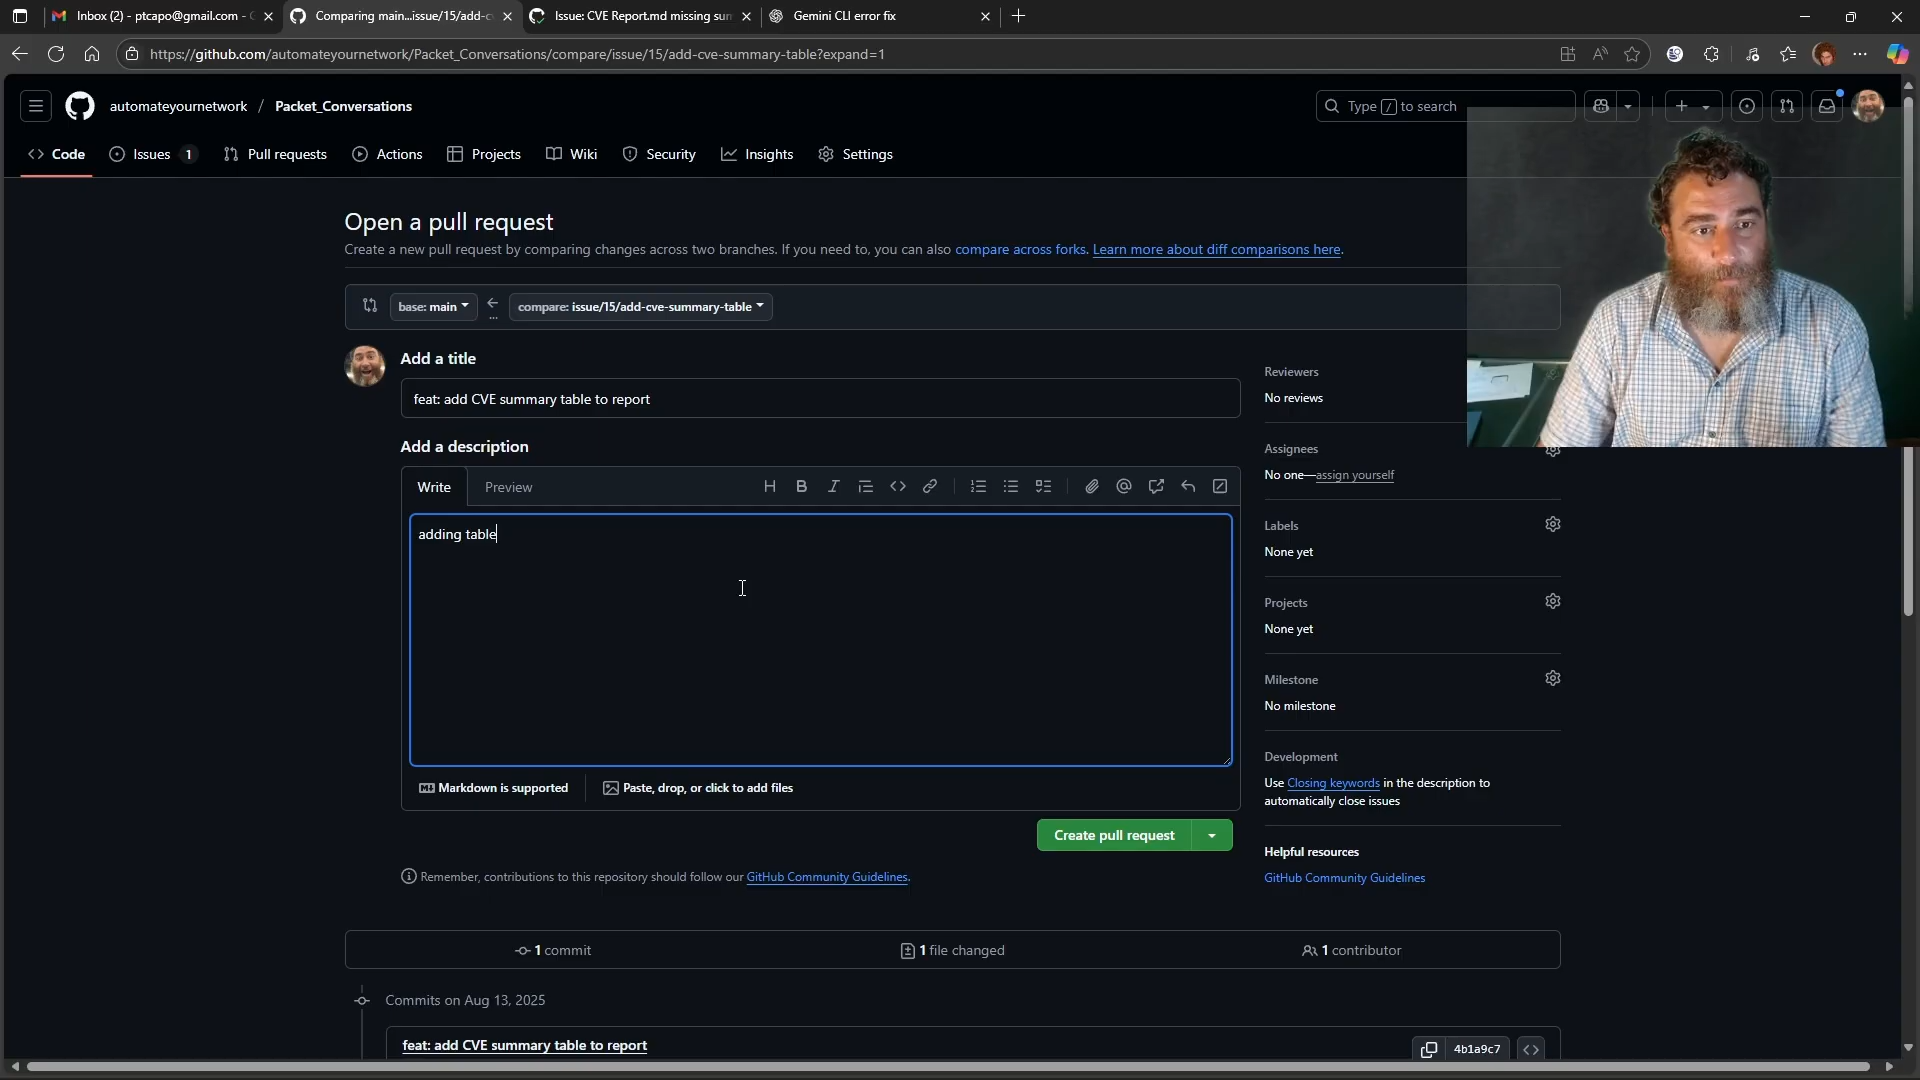 Inbox (2) - ptcapo@gmail.com -
Comparing main...issue/15/add-c
Issue: CVE Report.md missing sum
Gemini CLI error fix
https://github.com/automateyournetwork/Packet_Conversations/compare/issue/15/add-cve-summary-table?expand=1
automateyournetwork / Packet_Conversations
Type / to search
Code
Issues 1
Pull requests
Actions
Projects
Wiki
Security
Insights
Settings
Open a pull request
Create a new pull request by comparing changes across two branches. If you need to, you can also compare across forks. Learn more about diff comparisons here.
base: main
...
compare: issue/15/add-cve-summary-table
Add a title
feat: add CVE summary table to report
Add a description
Write
Preview
adding table
Markdown is supported
Paste, drop, or click to add files
Create pull request
Remember, contributions to this repository should follow our GitHub Community Guidelines.
Reviewers
No reviews
Assignees
No one—assign yourself
Labels
None yet
Projects
None yet
Milestone
No milestone
Development
Use Closing keywords in the description to
automatically close issues
Helpful resources
GitHub Community Guidelines
1 commit
1 file changed
1 contributor
Commits on Aug 13, 2025
feat: add CVE summary table to report
4b1a9c7